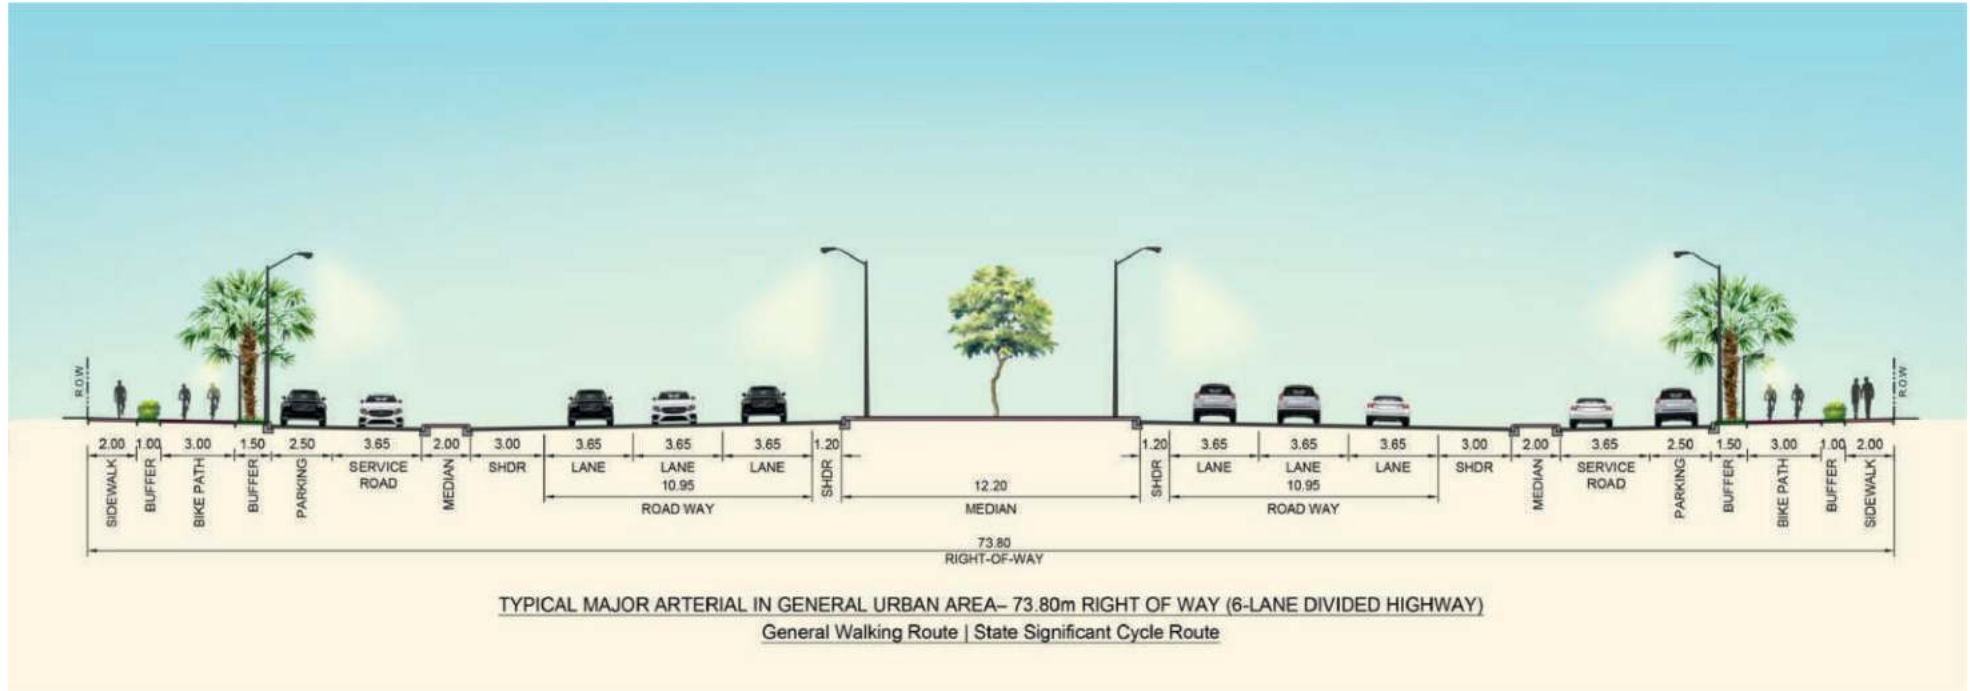 R.O.W
R.O.W
2.00 1.00 3.00 1.50 2.50 3.65 2.00 3.00 3.65 3.65 3.65 1.20 1.20 3.65 3.65 3.65 3.00 2.00 3.65 2.50 1.50 3.00 1.00 2.00
SIDEWALK
BUFFER
BIKE PATH
BUFFER
PARKING
SERVICE
ROAD
MEDIAN
SHDR
LANE
LANE
LANE
SHDR
10.95
ROAD WAY
12.20
MEDIAN
SHDR
LANE
LANE
LANE
10.95
ROAD WAY
SHDR
MEDIAN
SERVICE
ROAD
PARKING
BUFFER
BIKE PATH
BUFFER
SIDEWALK
73.80
RIGHT-OF-WAY
TYPICAL MAJOR ARTERIAL IN GENERAL URBAN AREA– 73.80m RIGHT OF WAY (6-LANE DIVIDED HIGHWAY)
General Walking Route | State Significant Cycle Route